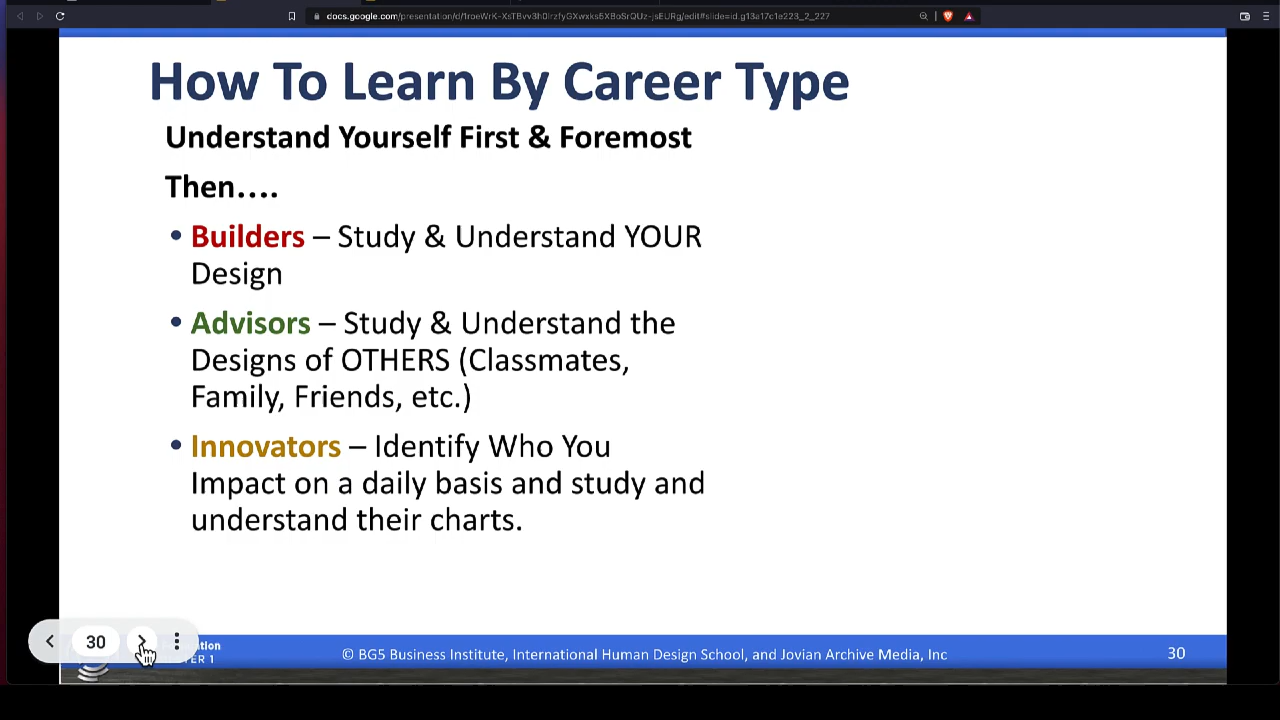 docs.google.com/presentation/d/1roeWrK-XsTBvv3h0lrzfyGXwxks5XBoSrQUz-jsEURg/edit#slide=id.g13a17c1e223_2_227
How To Learn By Career Type
Understand Yourself First & Foremost
Then….
• Builders – Study & Understand YOUR
Design
• Advisors – Study & Understand the
Designs of OTHERS (Classmates,
Family, Friends, etc.)
• Innovators – Identify Who You
Impact on a daily basis and study and
understand their charts.
30
© BG5 Business Institute, International Human Design School, and Jovian Archive Media, Inc
30